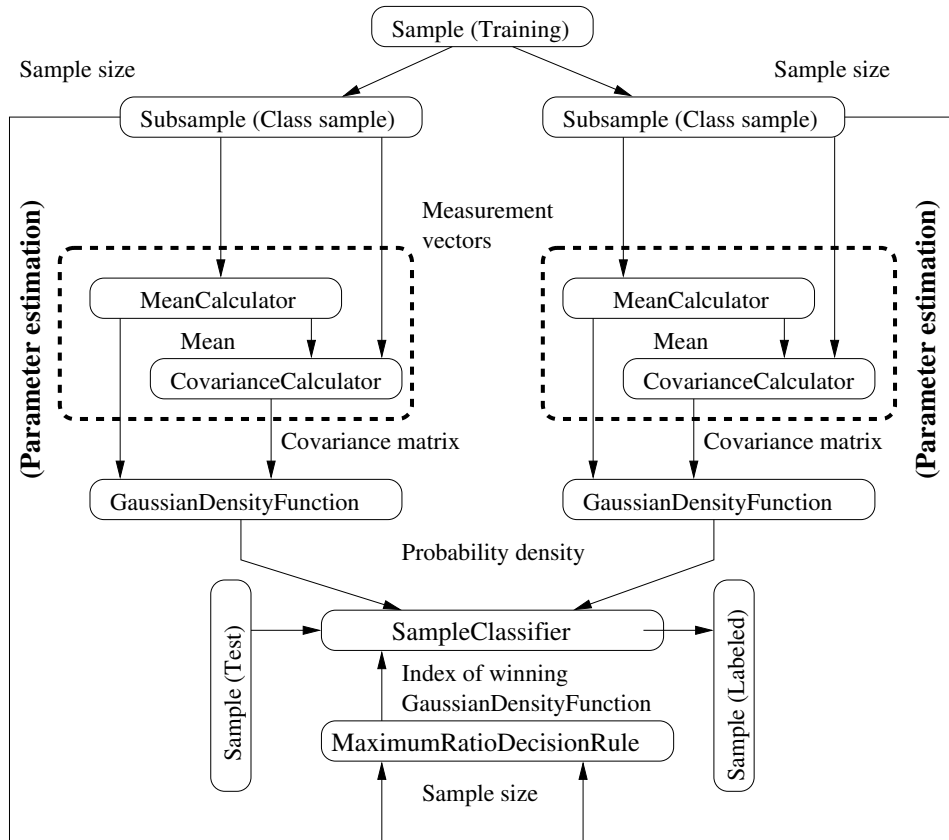 Sample (Training)
Sample size
Sample size
Subsample (Class sample)
Subsample (Class sample)
Measurement
vectors
(Parameter estimation)
(Parameter estimation)
MeanCalculator
MeanCalculator
Mean
Mean
CovarianceCalculator
CovarianceCalculator
Covariance matrix
Covariance matrix
GaussianDensityFunction
GaussianDensityFunction
Probability density
Sample (Test)
SampleClassifier
Sample (Labeled)
Index of winning
GaussianDensityFunction
MaximumRatioDecisionRule
Sample size